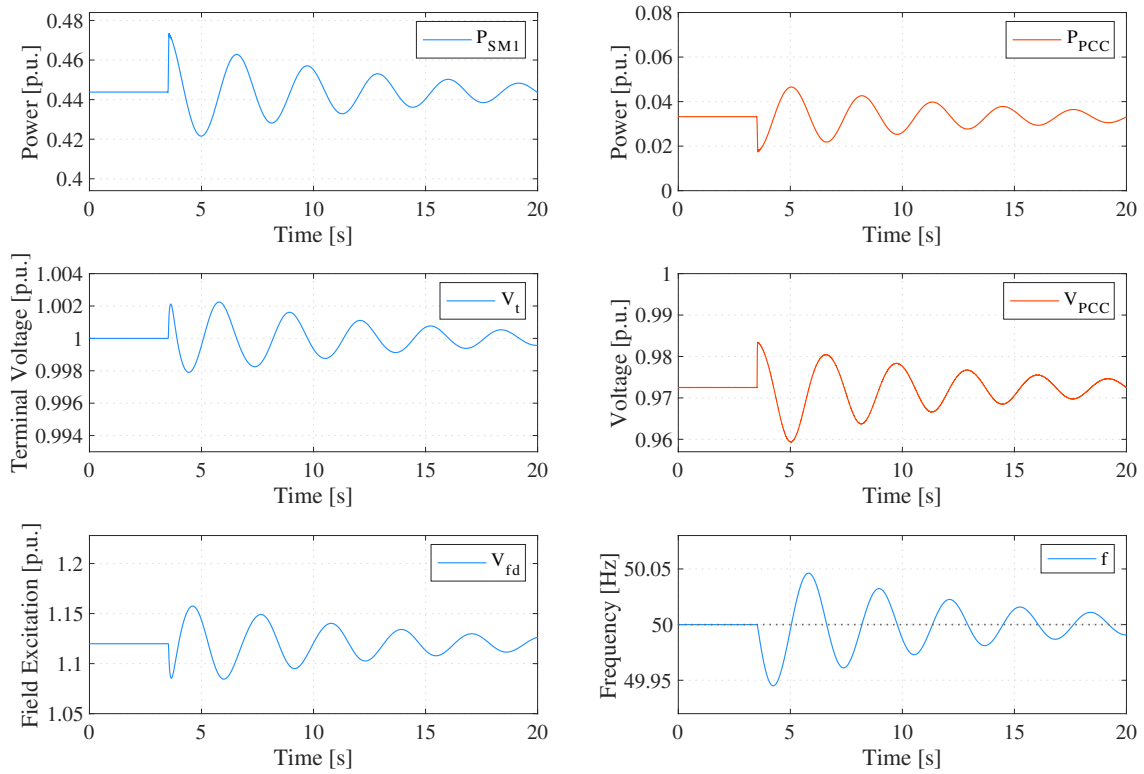 0.48
0.46
0.44
0.42
0.4
Power [p.u.]
P_SM1
0 5 10 15 20
Time [s]
0.08
0.06
0.04
0.02
0
Power [p.u.]
P_PCC
0 5 10 15 20
Time [s]
1.004
1.002
1
0.998
0.996
0.994
Terminal Voltage [p.u.]
V_t
0 5 10 15 20
Time [s]
1
0.99
0.98
0.97
0.96
Voltage [p.u.]
V_PCC
0 5 10 15 20
Time [s]
1.2
1.15
1.10
1.05
Field Excitation [p.u.]
V_fd
0 5 10 15 20
Time [s]
50.05
50
49.95
Frequency [Hz]
f
0 5 10 15 20
Time [s]